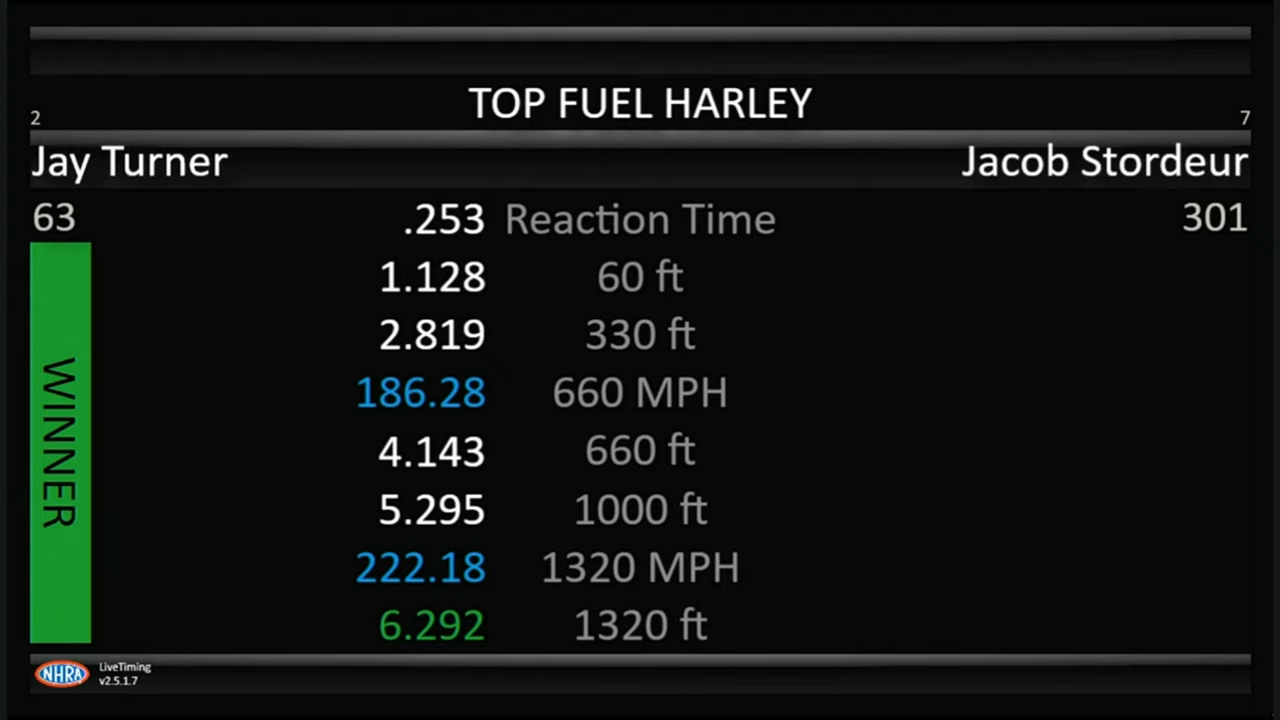 TOP FUEL HARLEY
2 7
Jay Turner Jacob Stordeur
63 .253 Reaction Time 301
1.128 60 ft
2.819 330 ft
186.28 660 MPH
4.143 660 ft
5.295 1000 ft
222.18 1320 MPH
6.292 1320 ft
WINNER
NHRA LiveTiming
v2.5.1.7